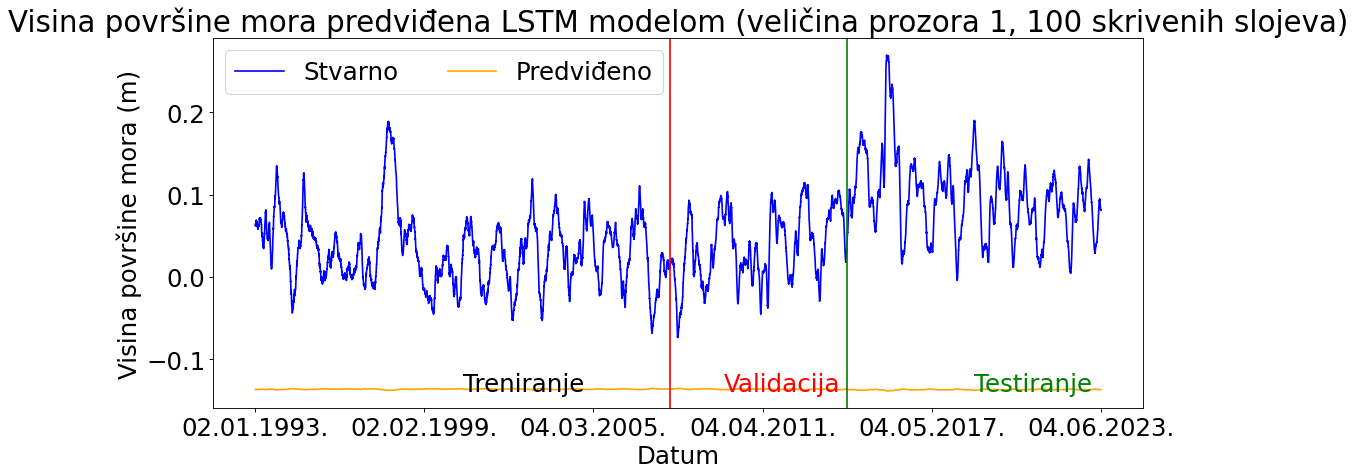 Visina površine mora predviđena LSTM modelom (veličina prozora 1, 100 skrivenih slojeva)
Stvarno
Predviđeno
Visina površine mora (m)
0.2
0.1
0.0
−0.1
Treniranje
Validacija
Testiranje
02.01.1993.
02.02.1999.
04.03.2005.
04.04.2011.
04.05.2017.
04.06.2023.
Datum